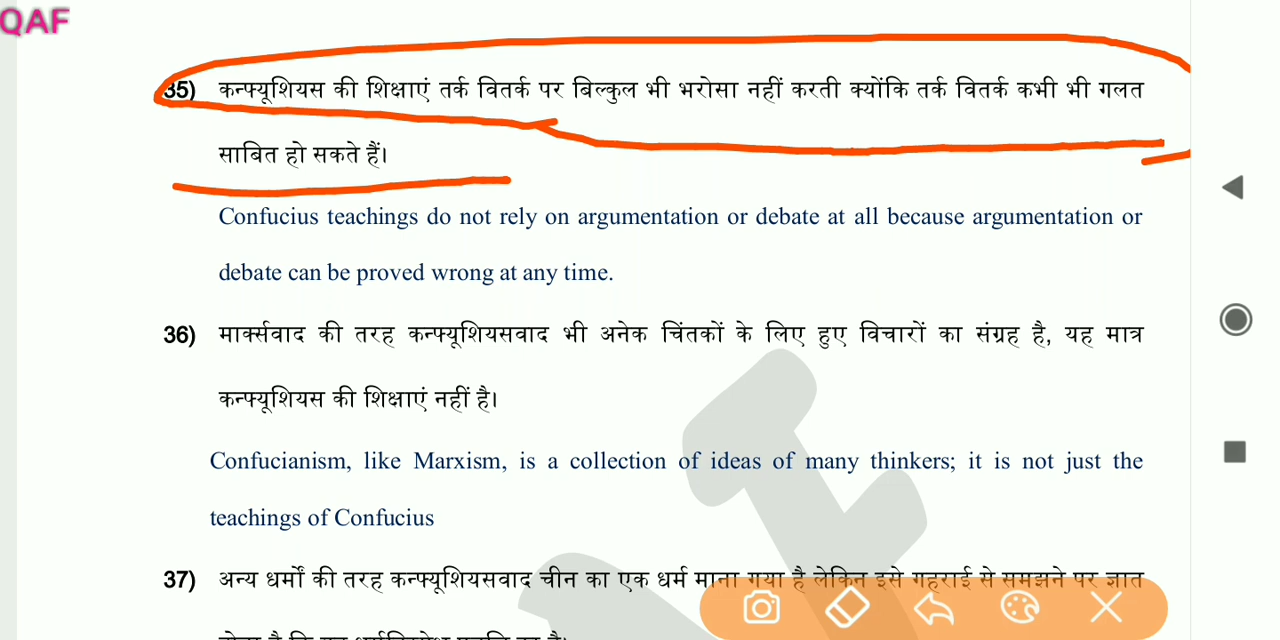 QAF
35) कन्फ्यूशियस की शिक्षाएं तर्क वितर्क पर बिल्कुल भी भरोसा नहीं करती क्योंकि तर्क वितर्क कभी भी गलत
साबित हो सकते हैं।
Confucius teachings do not rely on argumentation or debate at all because argumentation or
debate can be proved wrong at any time.
36) मार्क्सवाद की तरह कन्फ्यूशियसवाद भी अनेक चिंतकों के लिए हुए विचारों का संग्रह है, यह मात्र
कन्फ्यूशियस की शिक्षाएं नहीं है।
Confucianism, like Marxism, is a collection of ideas of many thinkers; it is not just the
teachings of Confucius
37) अन्य धर्मों की तरह कन्फ्यूशियसवाद चीन का एक धर्म माना गया है लेकिन इसे गहराई से समझने पर ज्ञात